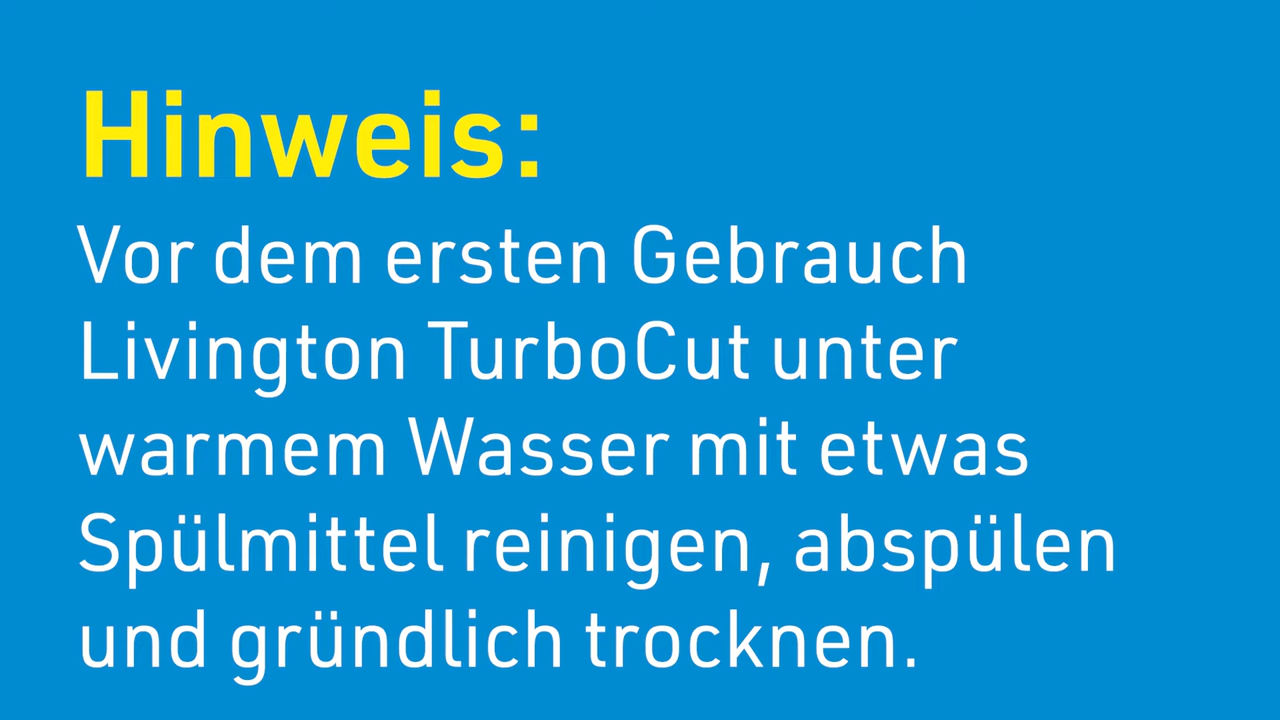 Hinweis:
Vor dem ersten Gebrauch
Livington TurboCut unter
warmem Wasser mit etwas
Spülmittel reinigen, abspülen
und gründlich trocknen.